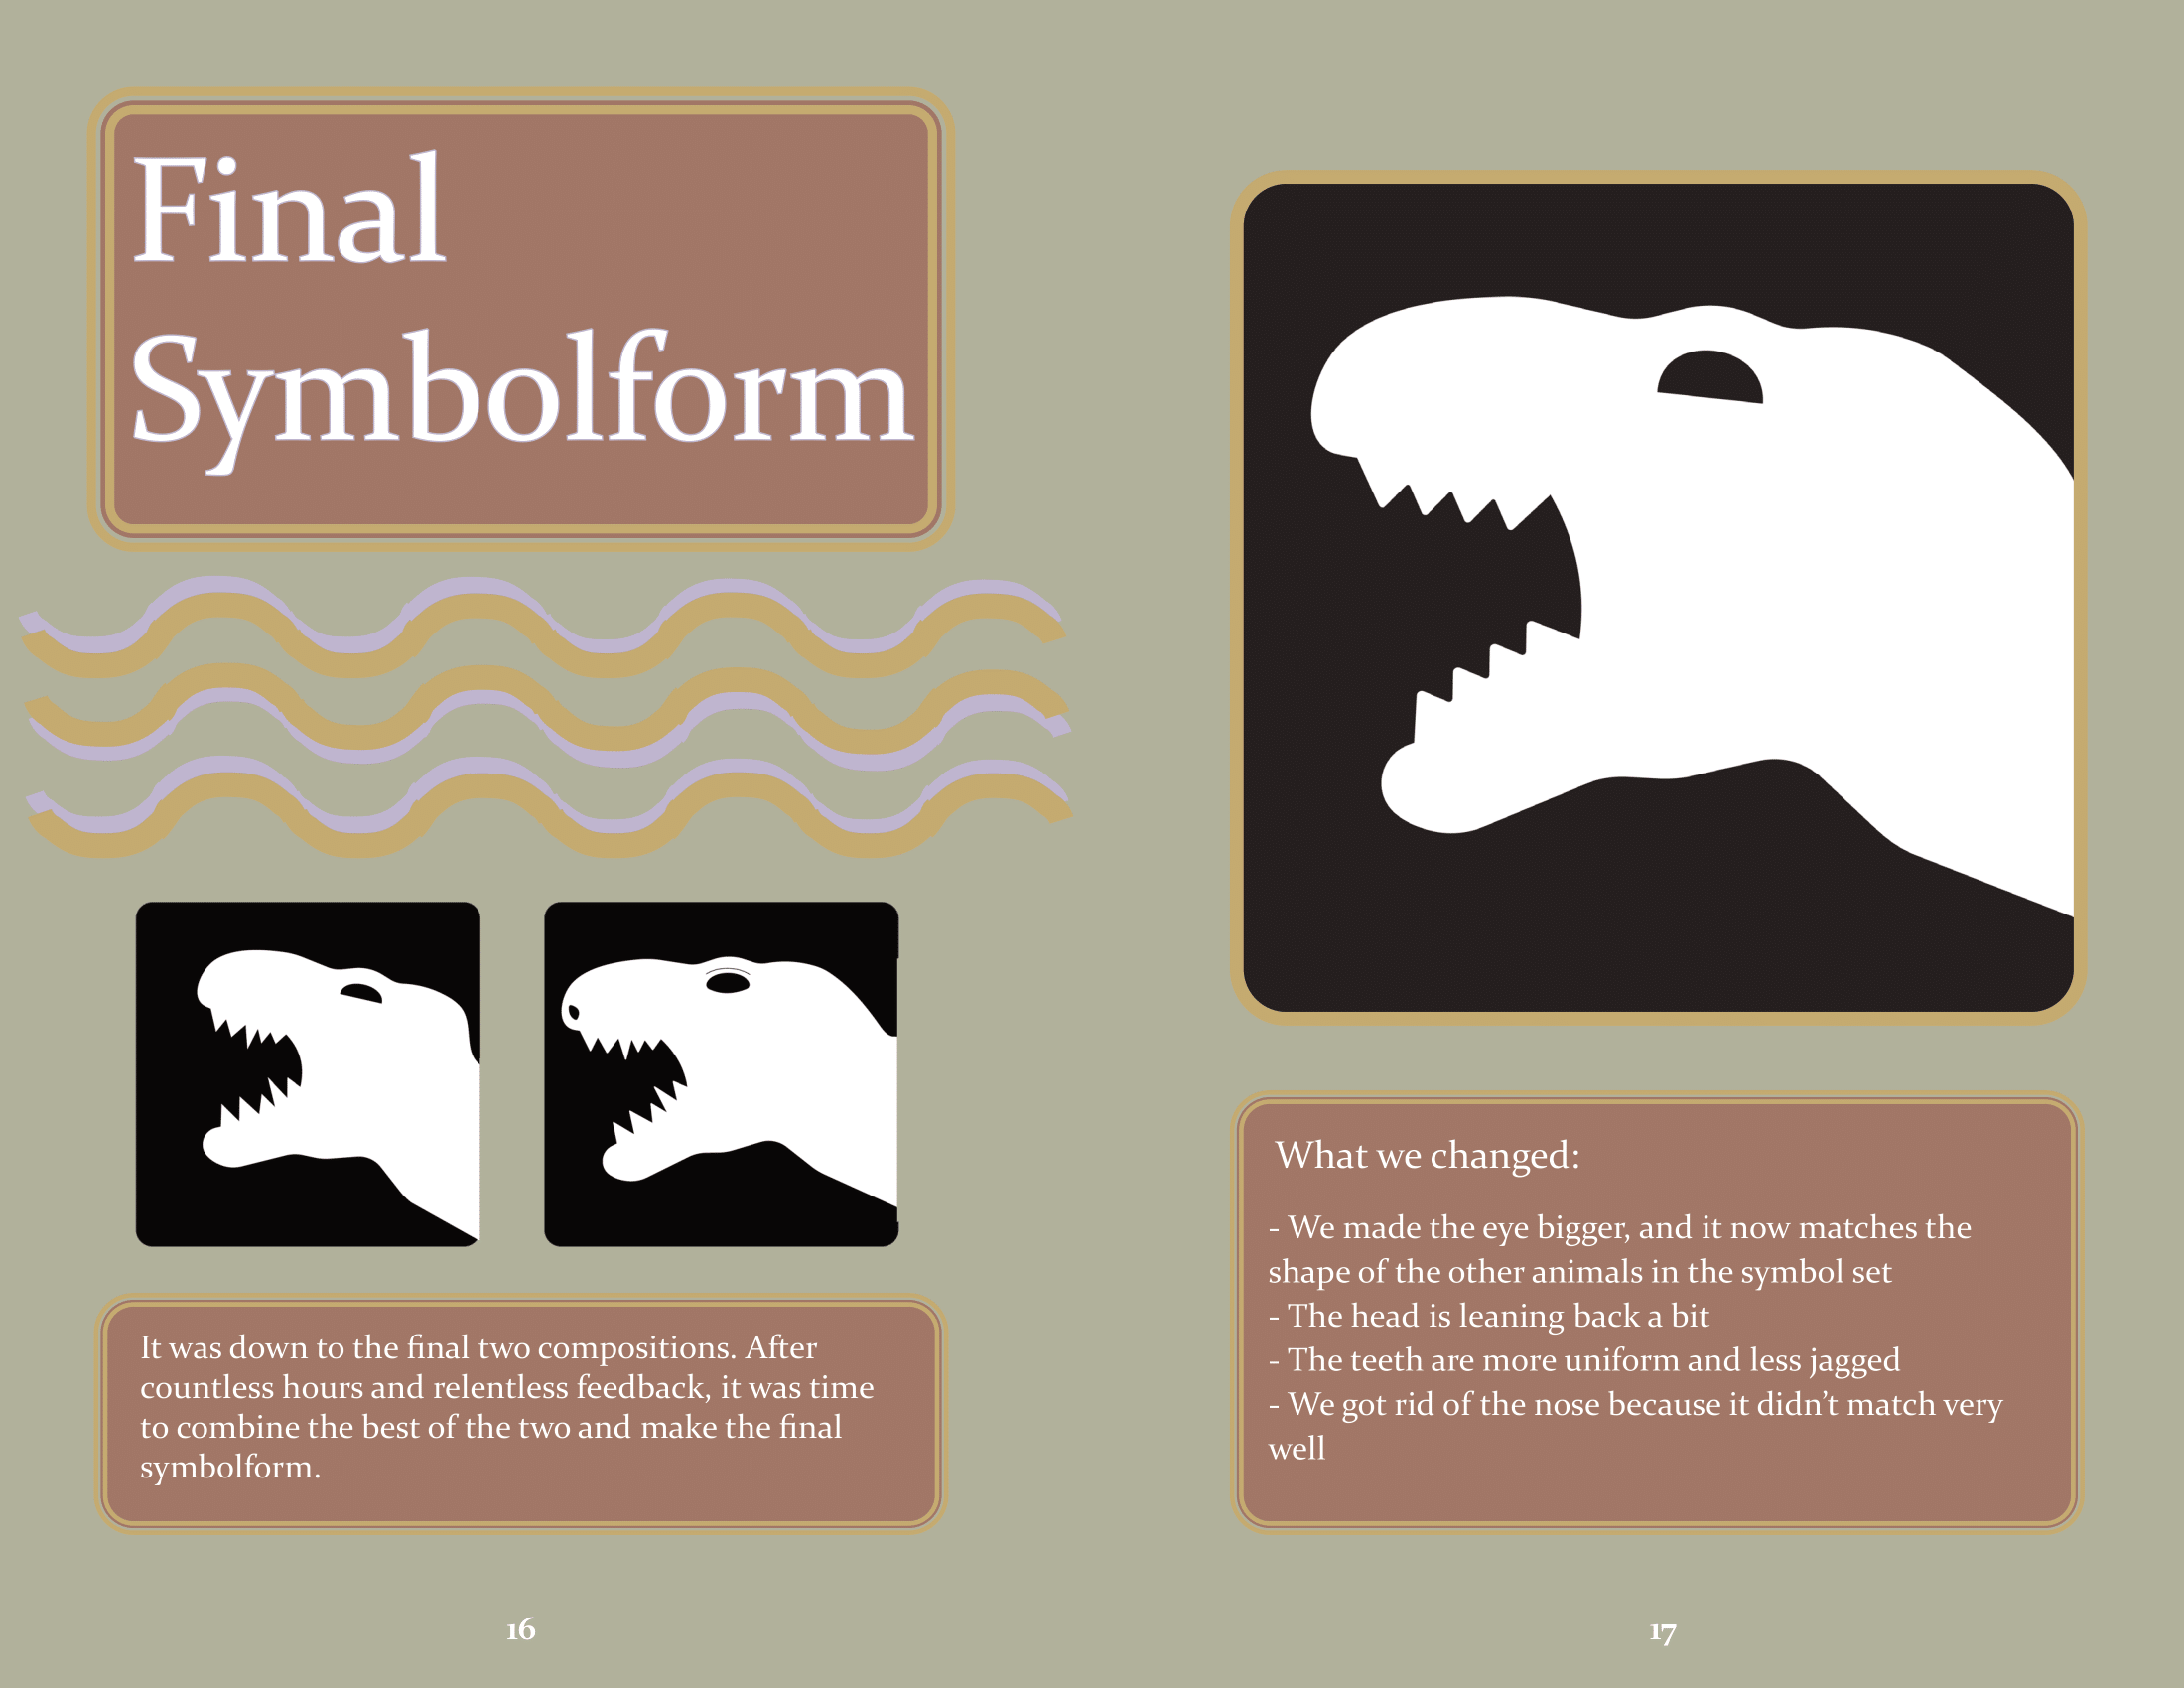 Final
Symbolform
It was down to the final two compositions. After
countless hours and relentless feedback, it was time
to combine the best of the two and make the final
symbolform.
16
What we changed:
- We made the eye bigger, and it now matches the
shape of the other animals in the symbol set
- The head is leaning back a bit
- The teeth are more uniform and less jagged
- We got rid of the nose because it didn’t match very
well
17